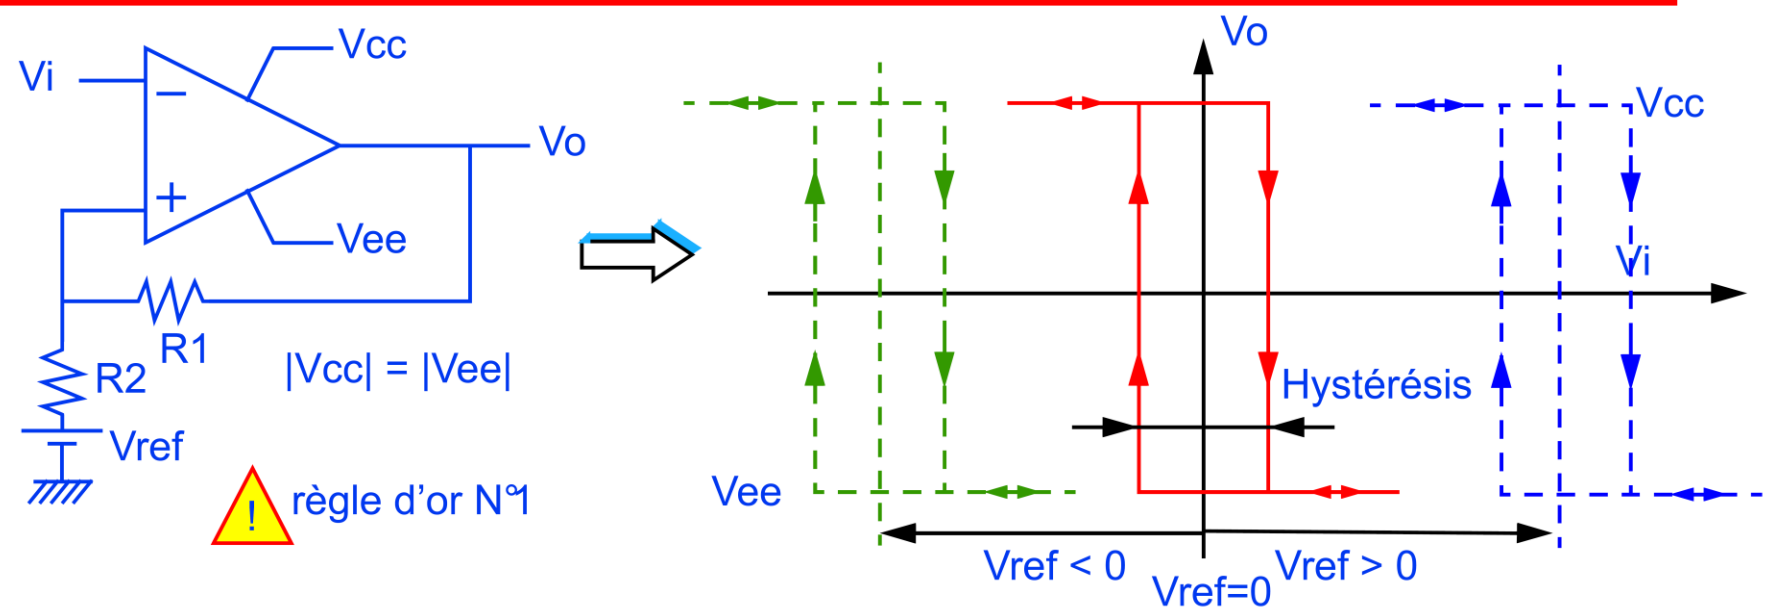 Vi
Vcc
−
+
Vo
Vee
R1
R2
|Vcc| = |Vee|
Vref
!
règle d'or N°1
Vo
Vcc
Vi
Hystérésis
Vee
Vref < 0
Vref=0
Vref > 0